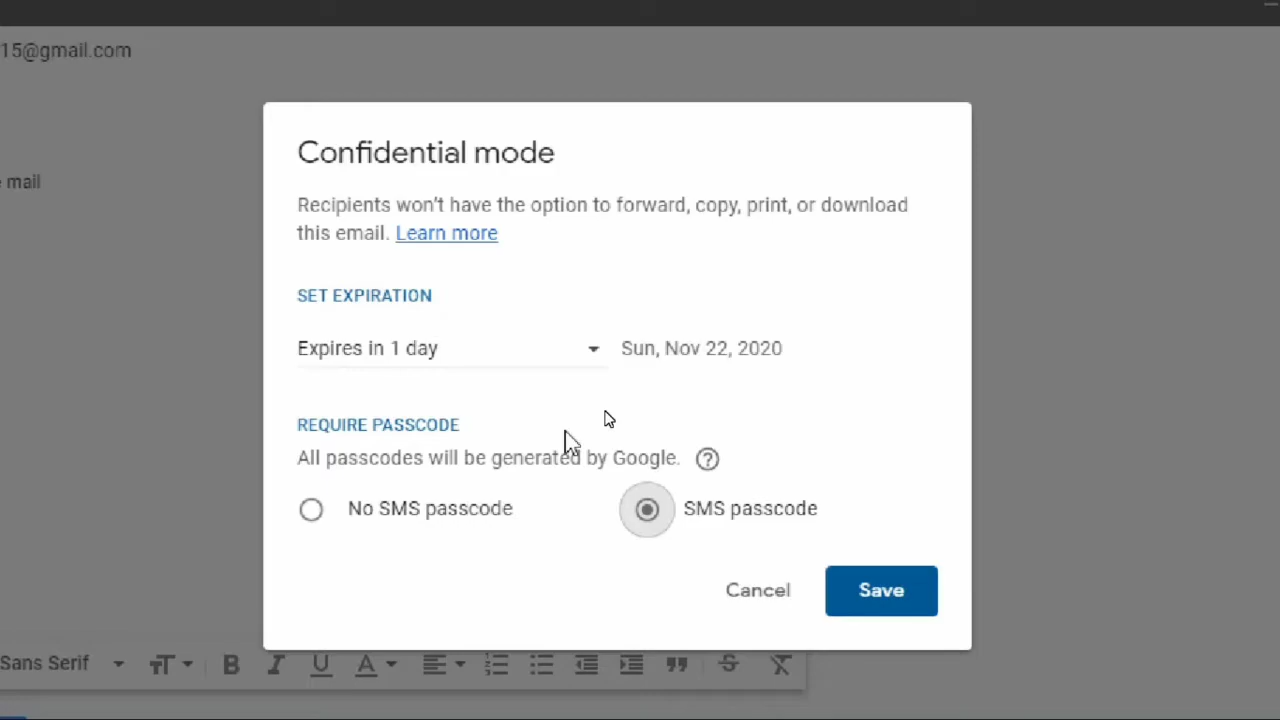 15@gmail.com
mail
Confidential mode
Recipients won't have the option to forward, copy, print, or download
this email. Learn more
SET EXPIRATION
Expires in 1 day Sun, Nov 22, 2020
REQUIRE PASSCODE
All passcodes will be generated by Google. ?
No SMS passcode SMS passcode
Cancel Save
Sans Serif